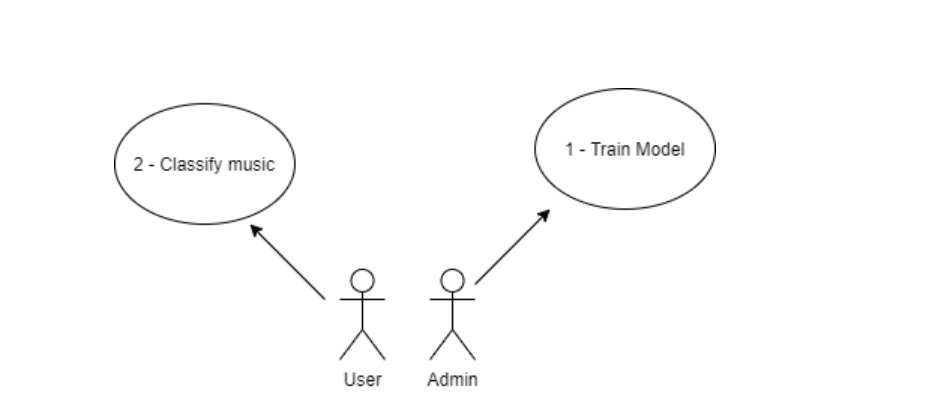 1 - Train Model
2 - Classify music
User
Admin